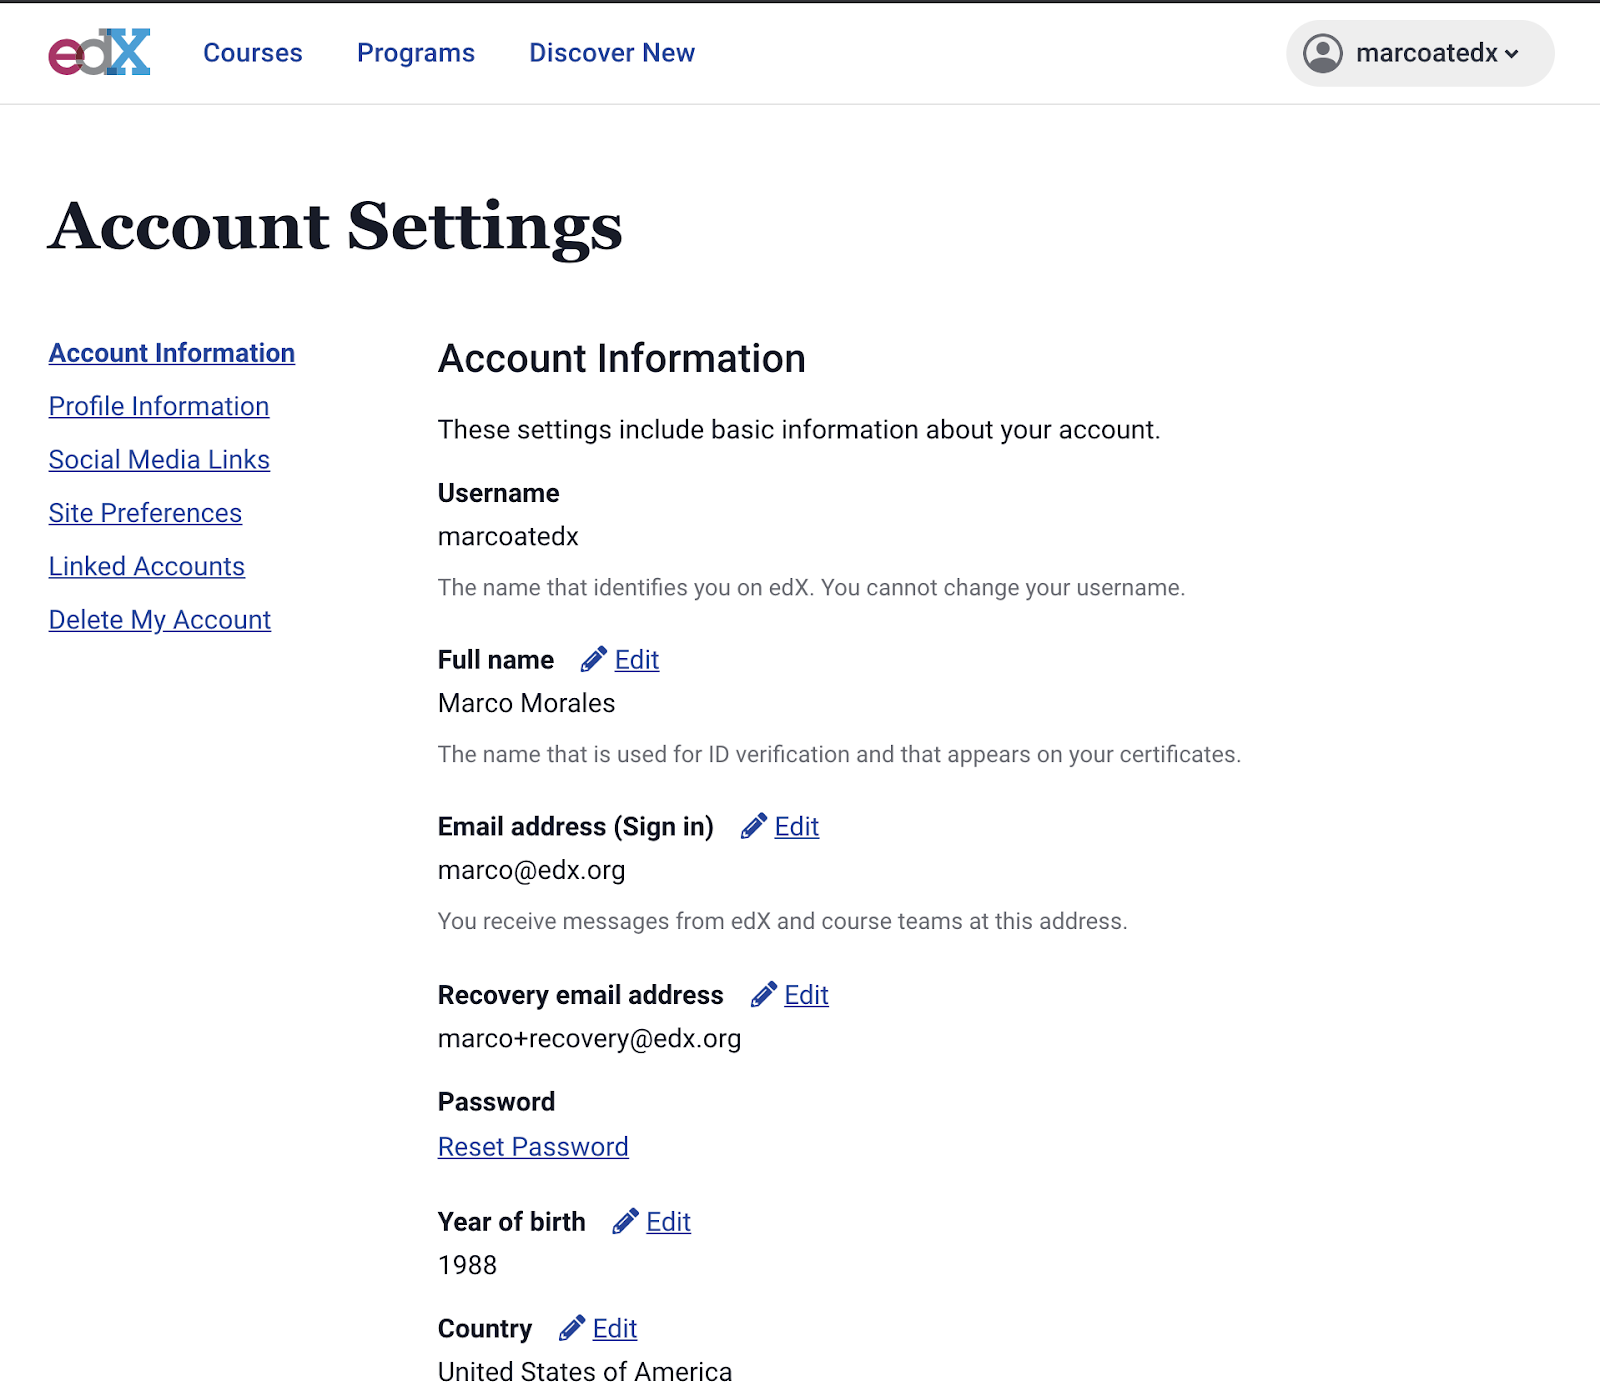 edX
Courses
Programs
Discover New
marcoatedx
Account Settings
Account Information
Profile Information
Social Media Links
Site Preferences
Linked Accounts
Delete My Account
Account Information
These settings include basic information about your account.
Username
marcoatedx
The name that identifies you on edX. You cannot change your username.
Full name Edit
Marco Morales
The name that is used for ID verification and that appears on your certificates.
Email address (Sign in) Edit
marco@edx.org
You receive messages from edX and course teams at this address.
Recovery email address Edit
marco+recovery@edx.org
Password
Reset Password
Year of birth Edit
1988
Country Edit
United States of America